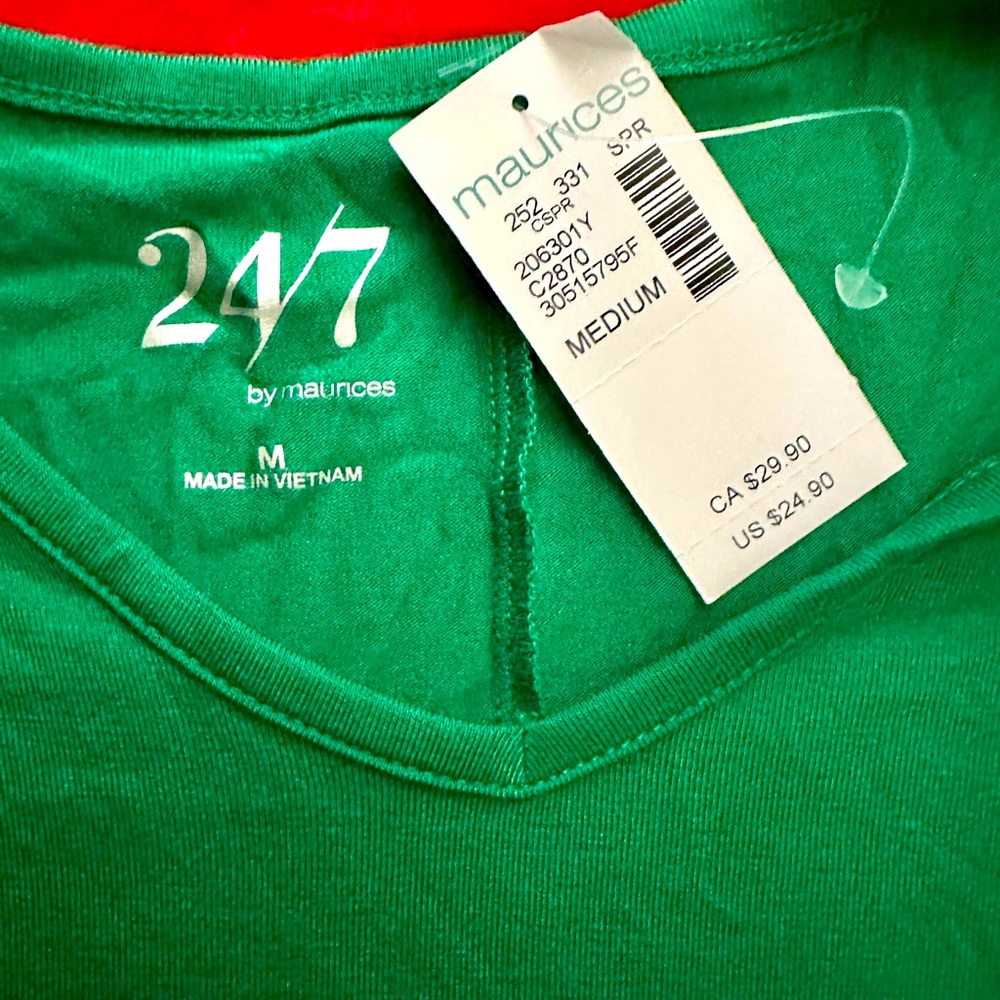 24/7
by maurices
M
MADE IN VIETNAM
maurices
252 331 SPR
CSPR
206301Y
C2870
30515795F
MEDIUM
CA $29.90
US $24.90